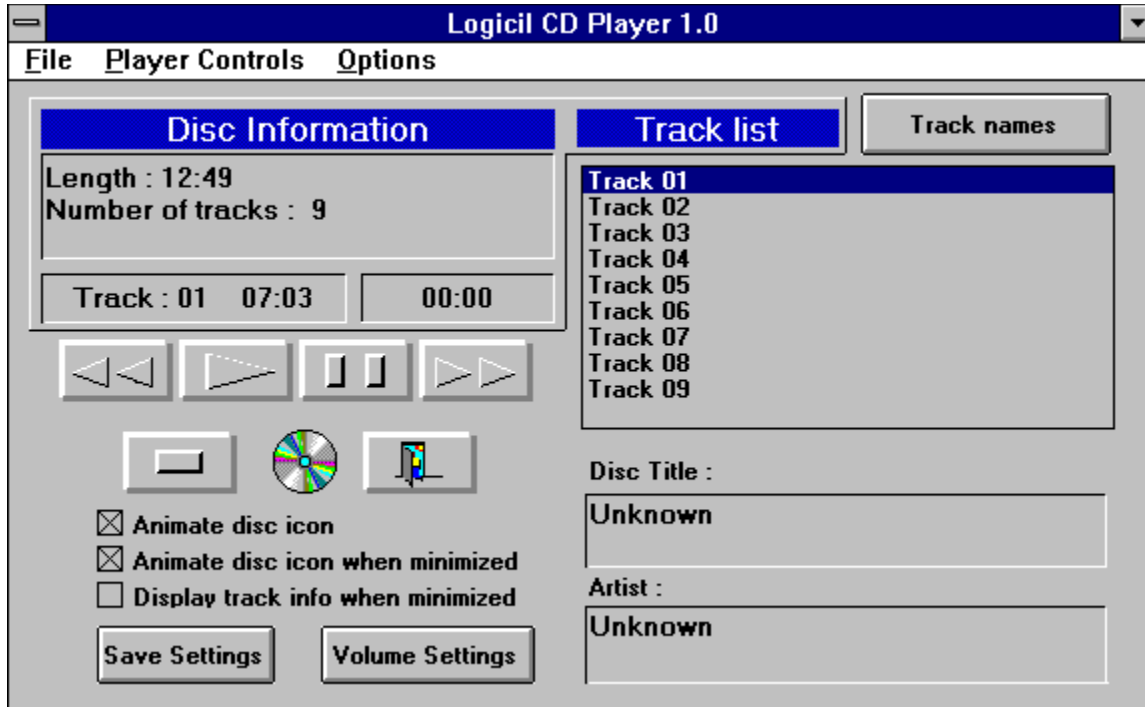 Logicil CD Player 1.0
File Player Controls Options
Disc Information
Length : 12:49
Number of tracks : 9
Track : 01 07:03
00:00
Track list
Track names
Track 01
Track 02
Track 03
Track 04
Track 05
Track 06
Track 07
Track 08
Track 09
Animate disc icon
Animate disc icon when minimized
Display track info when minimized
Save Settings
Volume Settings
Disc Title :
Unknown
Artist :
Unknown